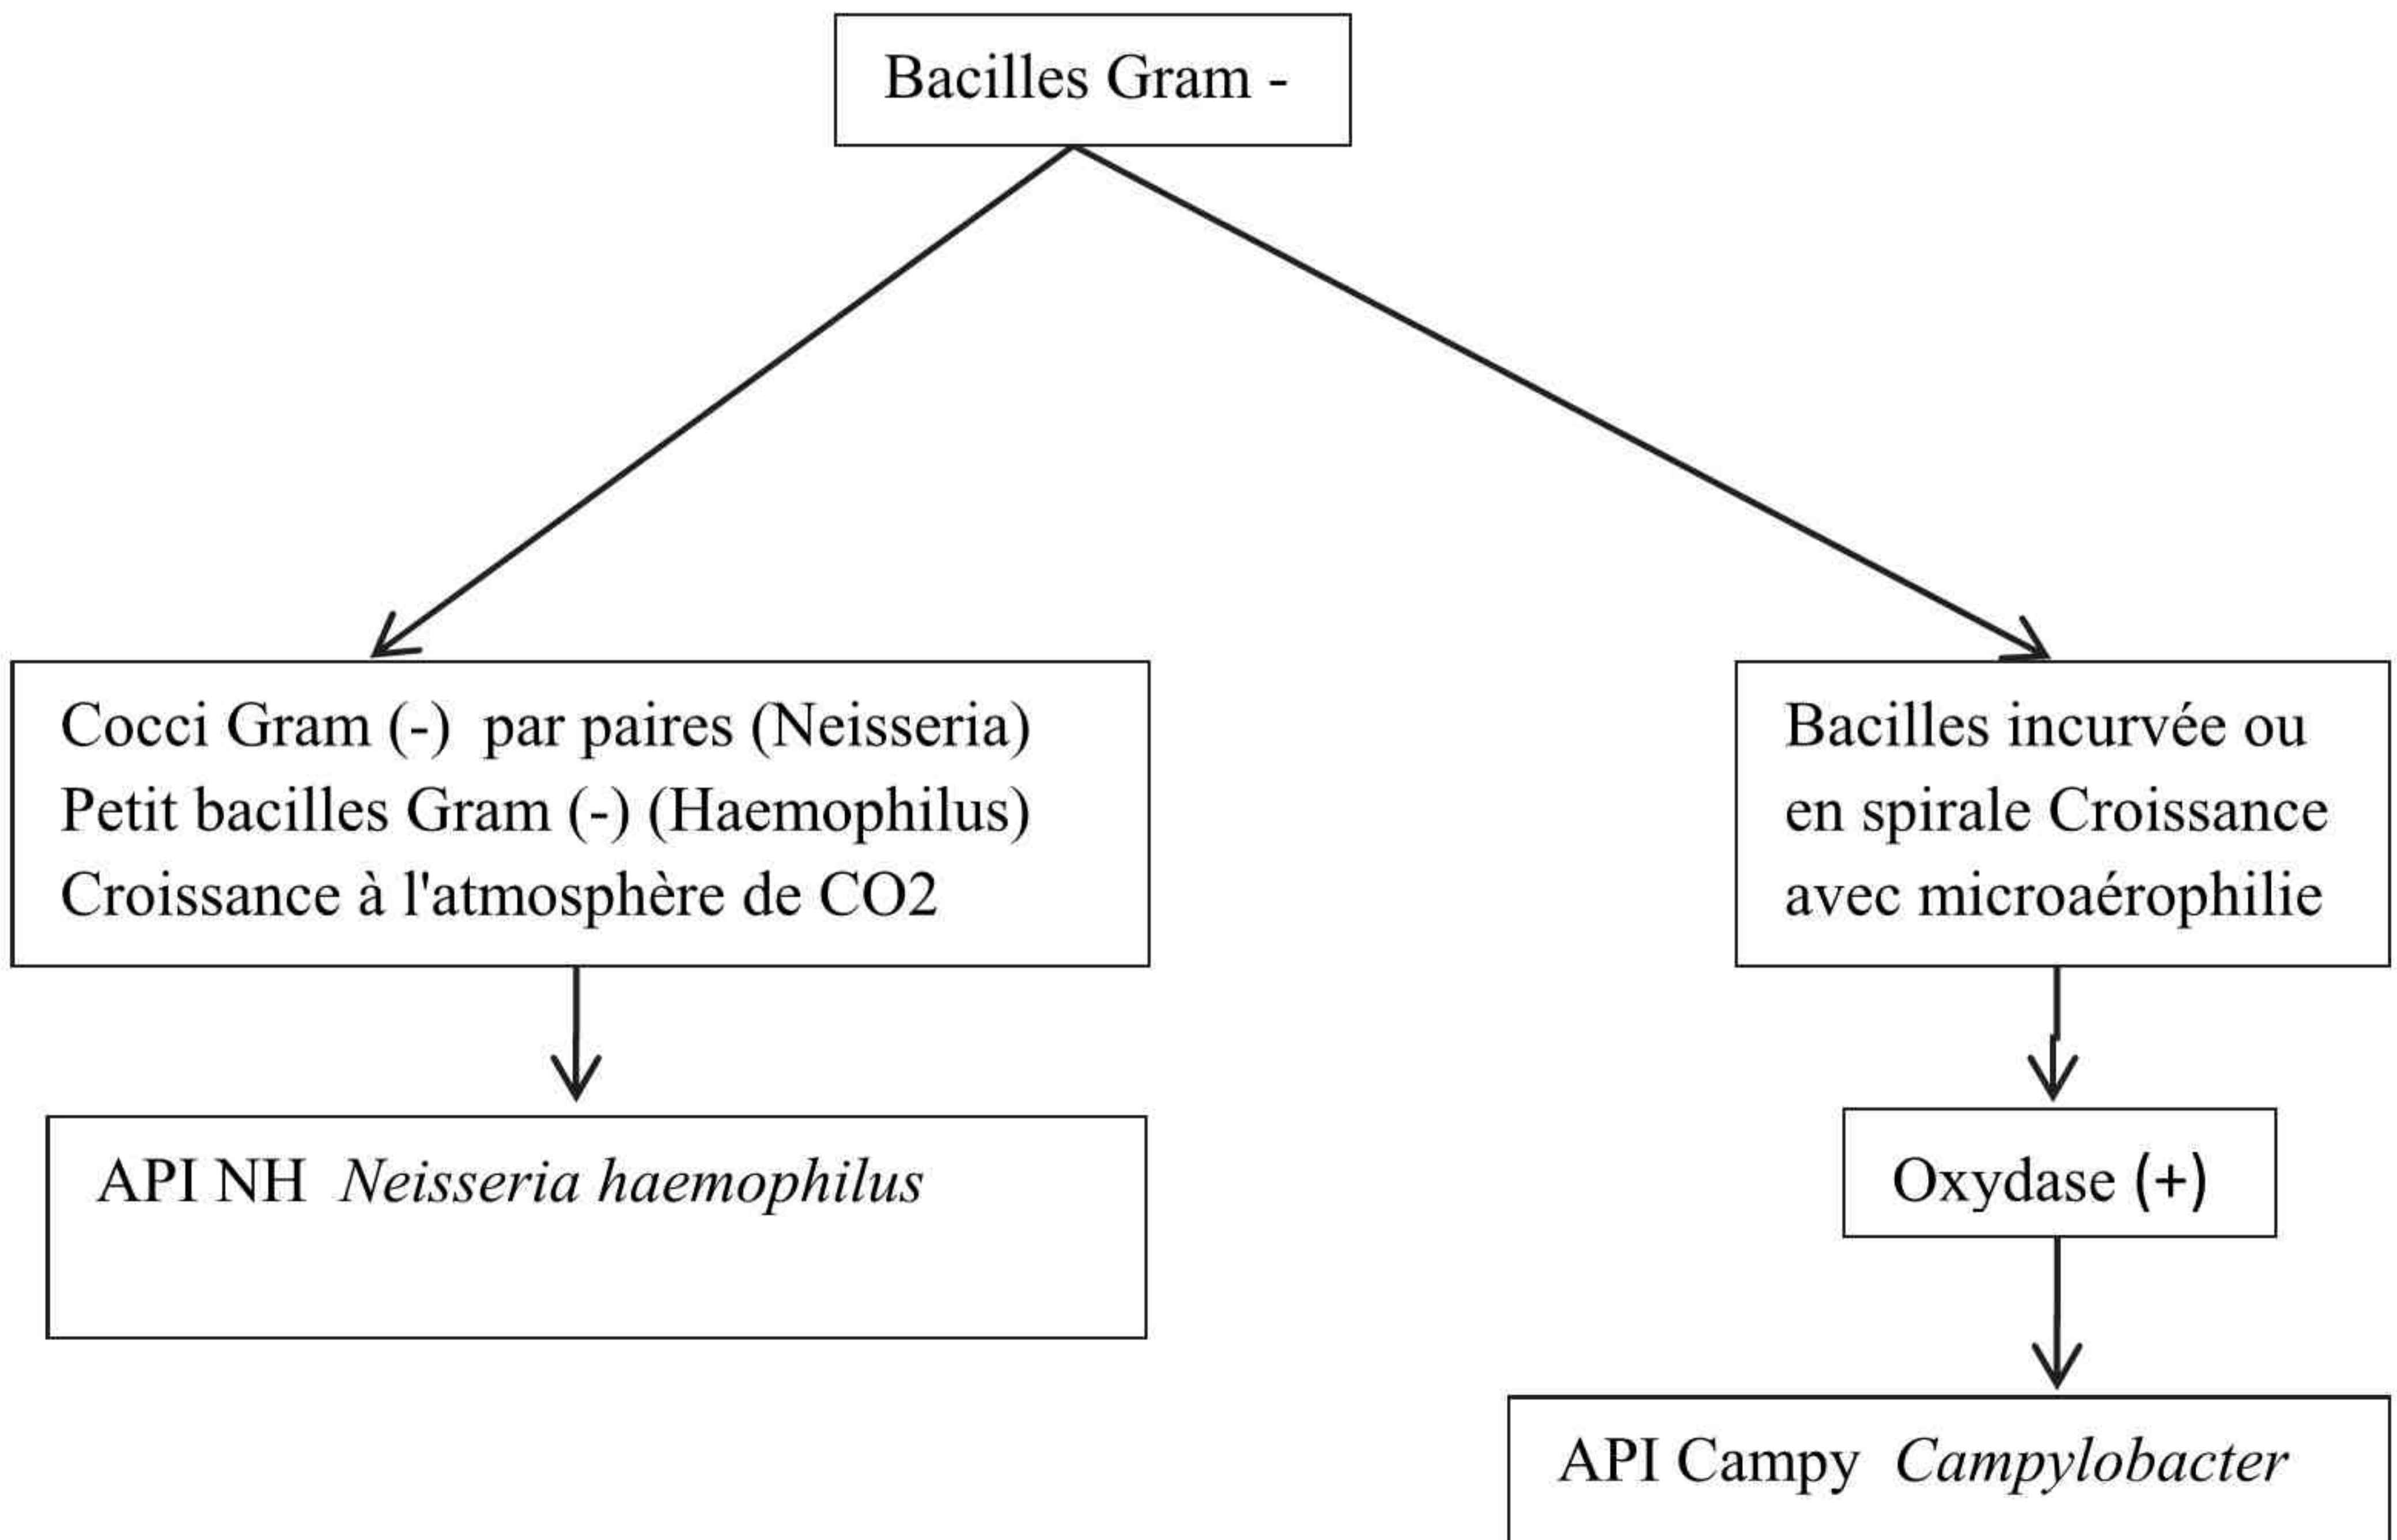 Bacilles Gram -
Cocci Gram (-) par paires (Neisseria)
Petit bacilles Gram (-) (Haemophilus)
Croissance à l'atmosphère de CO2
Bacilles incurvée ou
en spirale Croissance
avec microaérophilie
API NH Neisseria haemophilus
Oxydase (+)
API Campy Campylobacter